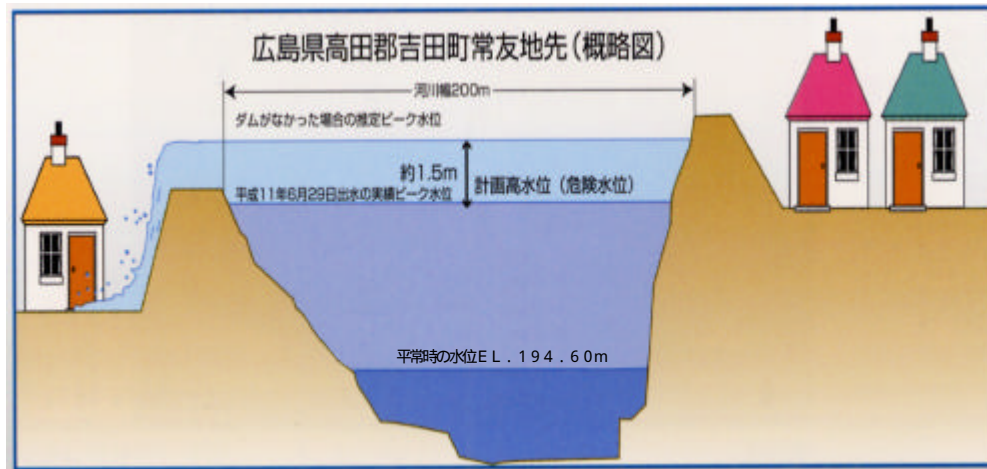 広島県高田郡吉田町常友地先(概略図)
河川幅200m
ダムがなかった場合の推定ピーク水位
約1.5m
計画高水位(危険水位)
平成11年6月29日出水の実績ピーク水位
平常時の水位EL.194.60m